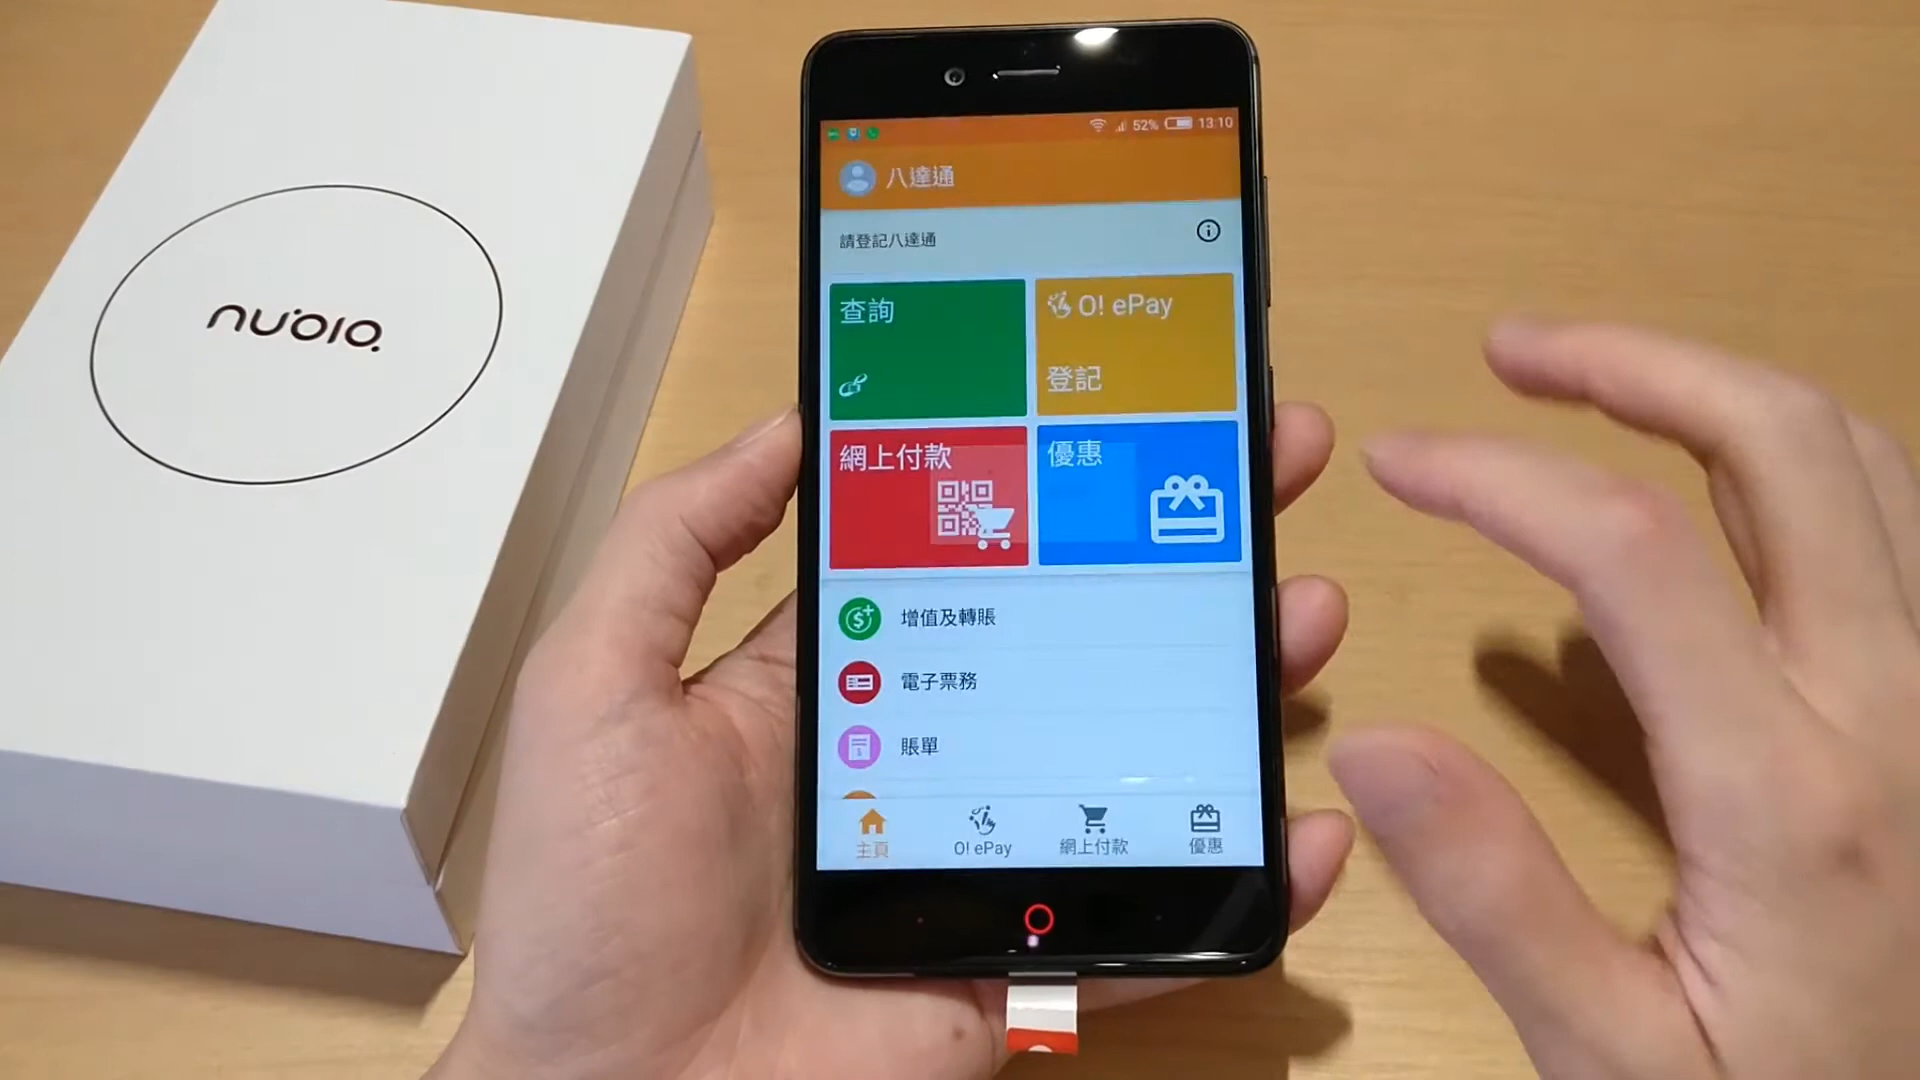 nubia
52% 13:10
八達通
請登記八達通
查詢
O! ePay
登記
網上付款
優惠
增值及轉賬
電子票務
賬單
主頁
O! ePay
網上付款
優惠